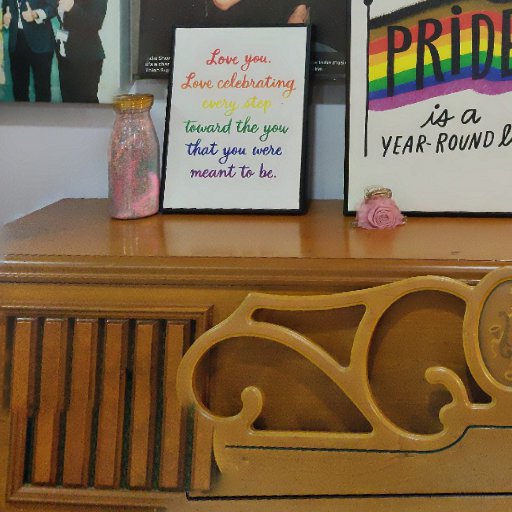 Love you.
Love celebrating
every step
toward the you
that you were
meant to be.
PRIDE
is a
YEAR-ROUND